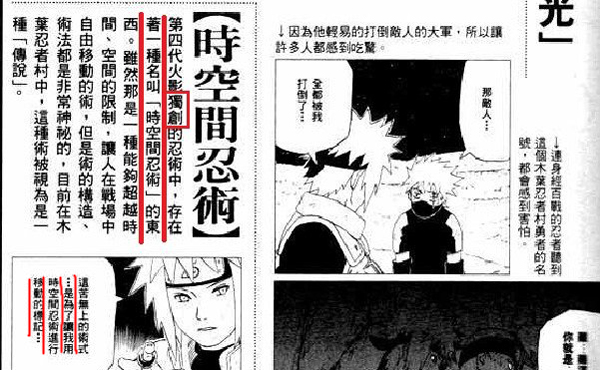 光」
↓因為他輕易的打倒敵人的大軍，所以讓
許多人都感到吃驚。
那敵人…
全都被我
打倒了…
↓連身經百戰的忍者聽到
這個木葉忍者村勇者的名
號，都會感到害怕。
【時空間忍術】
第四代火影獨創的忍術中，存在
著一種名叫「時空間忍術」的東
西。雖然那是一種能夠超越時
間、空間的限制，讓人在戰場中
自由移動的術，但是術的構造、
術法都是非常神祕的，目前在木
葉忍者村中，這種術被視為是一
種「傳說」。
這苦無上的術式
…是為了讓我用
時空間忍術進行
移動的標記…
你就是